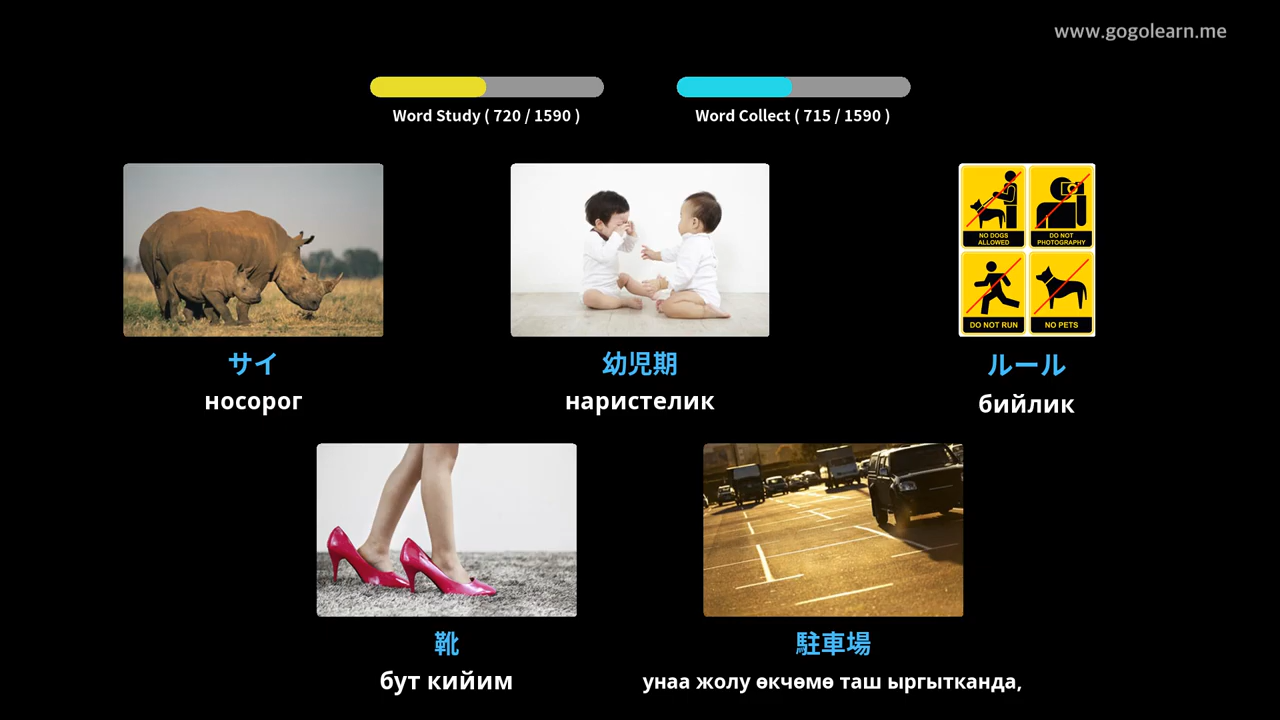 www.gogolearn.me
Word Study ( 720 / 1590 )
Word Collect ( 715 / 1590 )
NO DOGS
ALLOWED
DO NOT
PHOTOGRAPHY
DO NOT RUN
NO PETS
サイ
носорог
幼児期
наристелик
ルール
бийлик
靴
бут кийим
駐車場
унаа жолу өкчөмө таш ыргытканда,